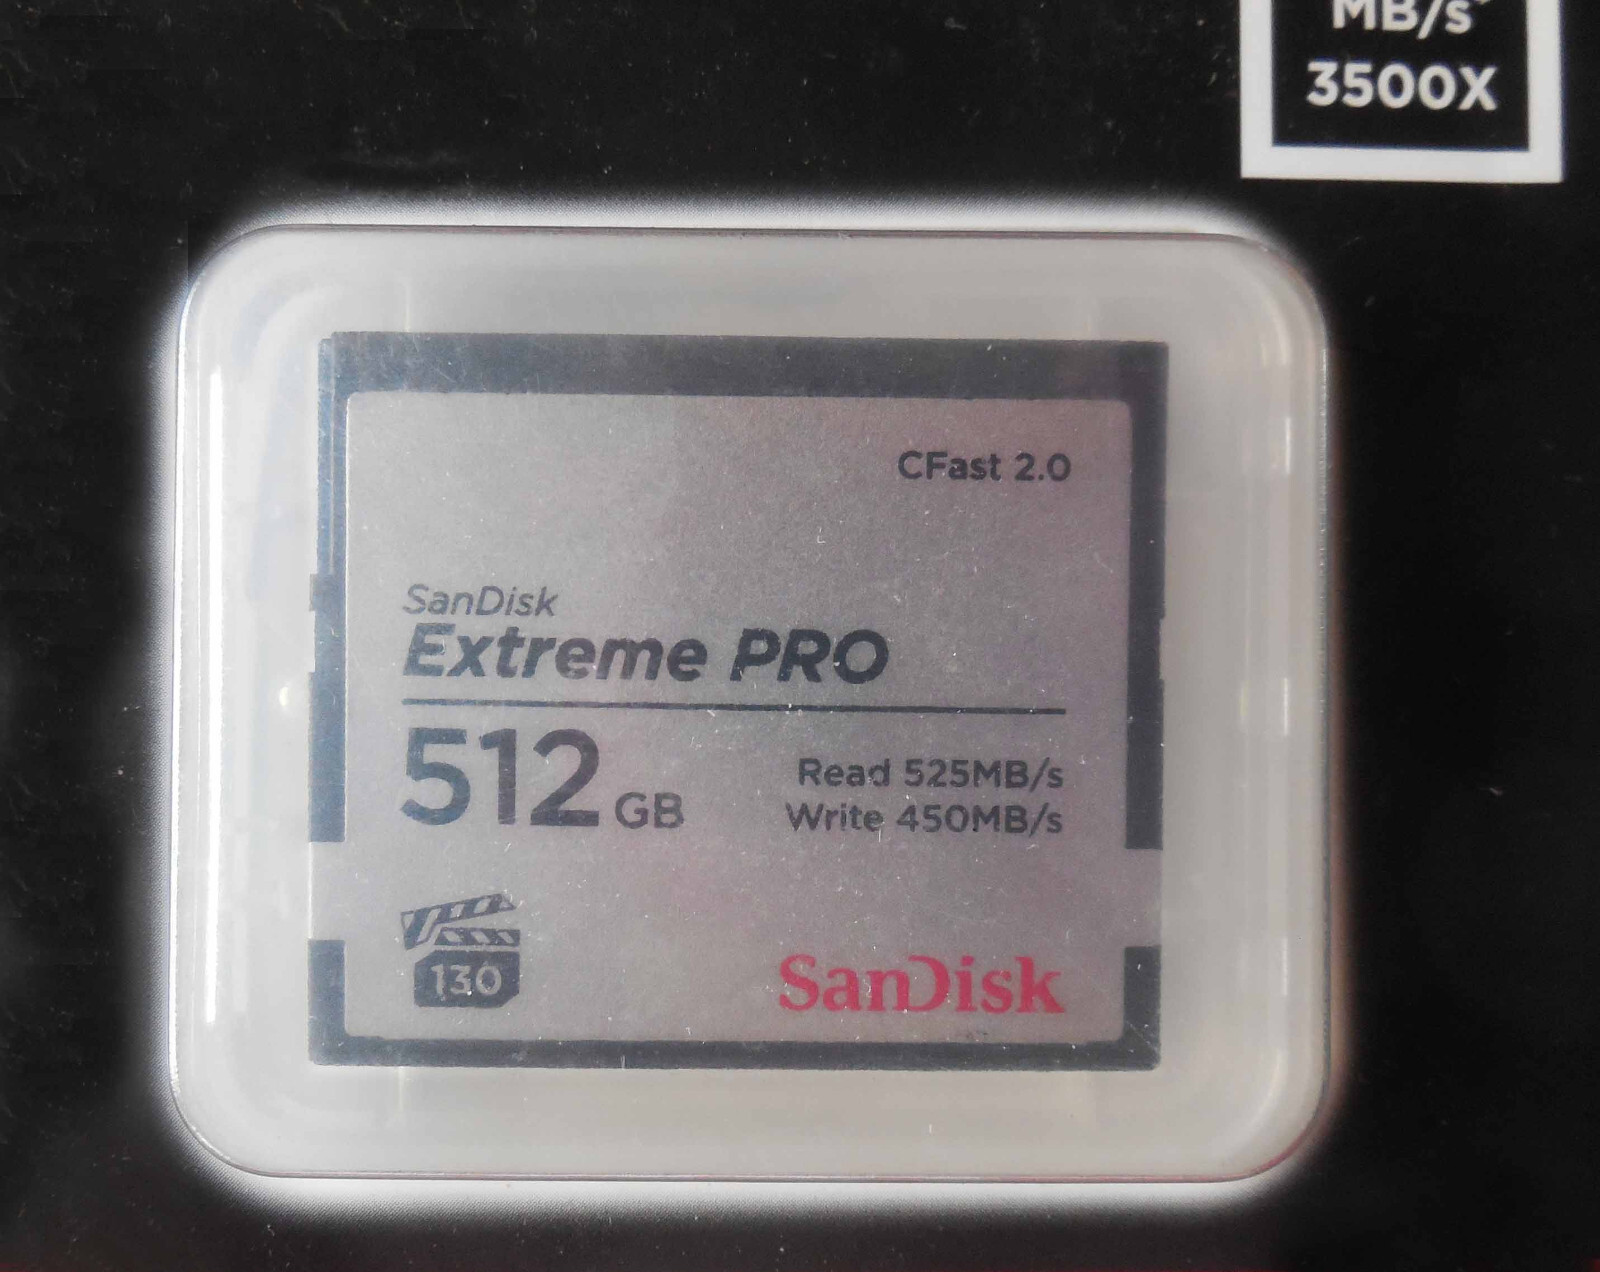 MB/s*
3500X
CFast 2.0
SanDisk
Extreme PRO
512 GB
Read 525MB/s
Write 450MB/s
130
SanDisk